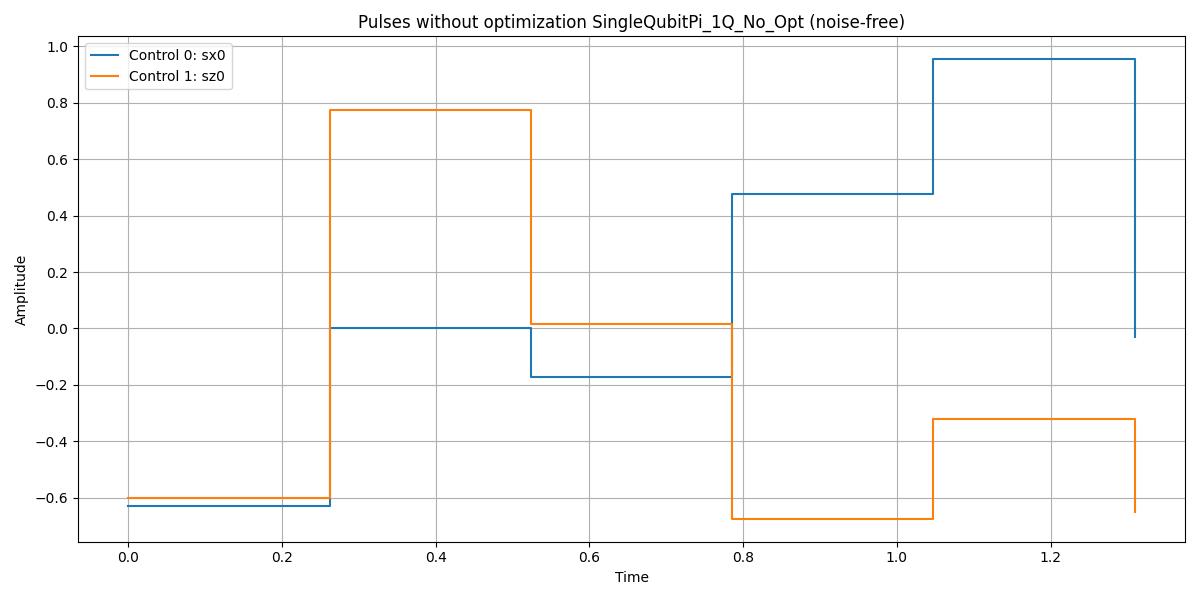 Pulses without optimization SingleQubitPi_1Q_No_Opt (noise-free)
Control 0: sx0
Control 1: sz0
Amplitude
1.0
0.8
0.6
0.4
0.2
0.0
−0.2
−0.4
−0.6
0.0 0.2 0.4 0.6 0.8 1.0 1.2
Time